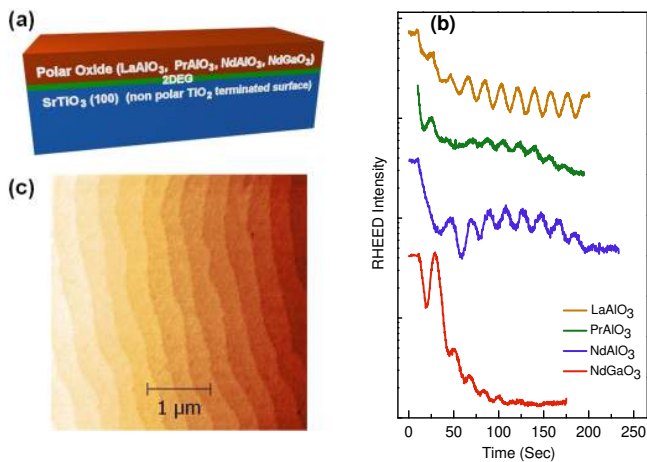 (a)
Polar Oxide (LaAlO3, PrAlO3, NdAlO3, NdGaO3)
2DEG
SrTiO3 (100) (non polar TiO2 terminated surface)
(c)
1 µm
(b)
RHEED Intensity
LaAlO3
PrAlO3
NdAlO3
NdGaO3
0 50 100 150 200 250
Time (Sec)